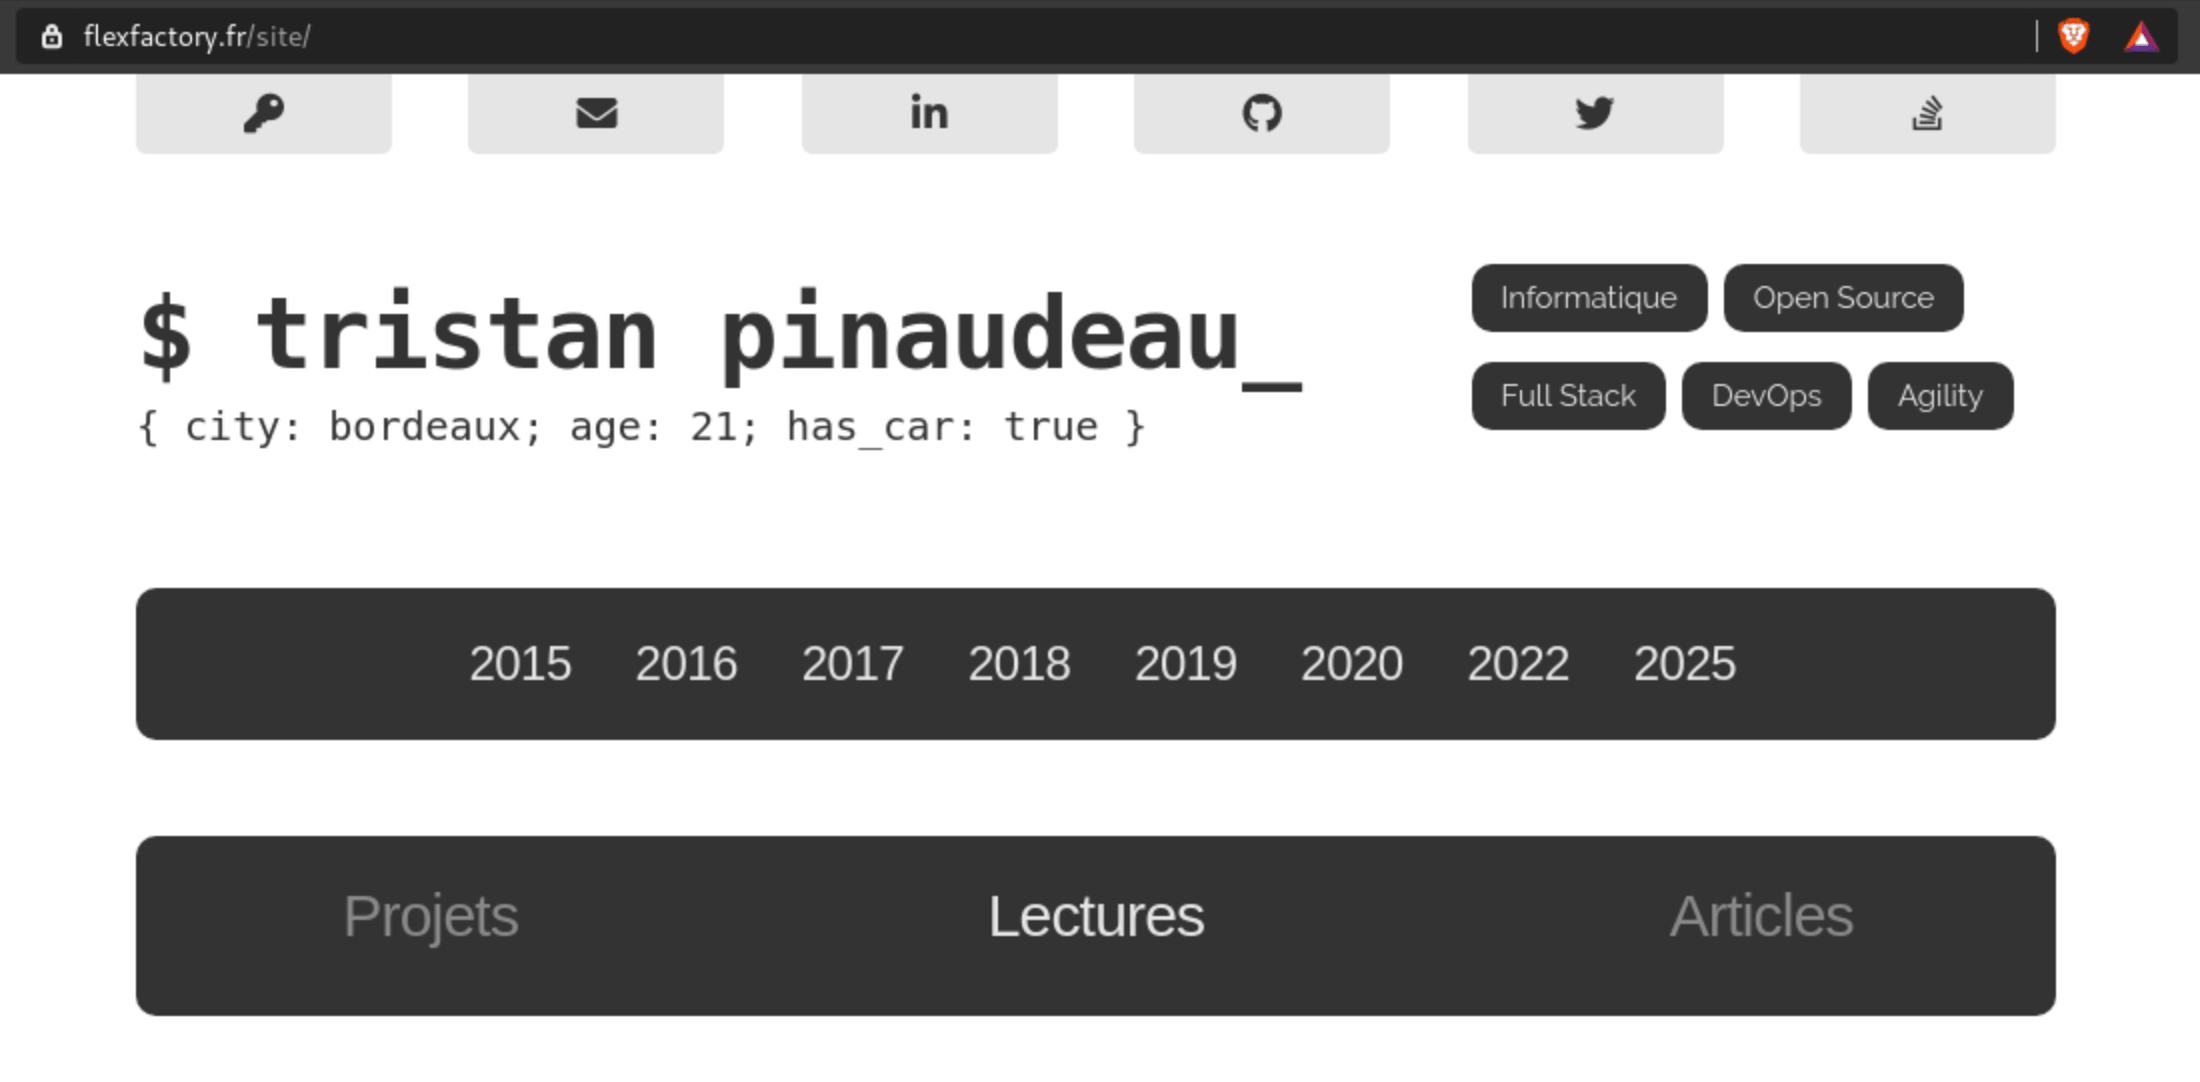 flexfactory.fr/site/
in
$ tristan pinaudeau_
{ city: bordeaux; age: 21; has_car: true }
Informatique Open Source
Full Stack DevOps Agility
2015 2016 2017 2018 2019 2020 2022 2025
Projets Lectures Articles